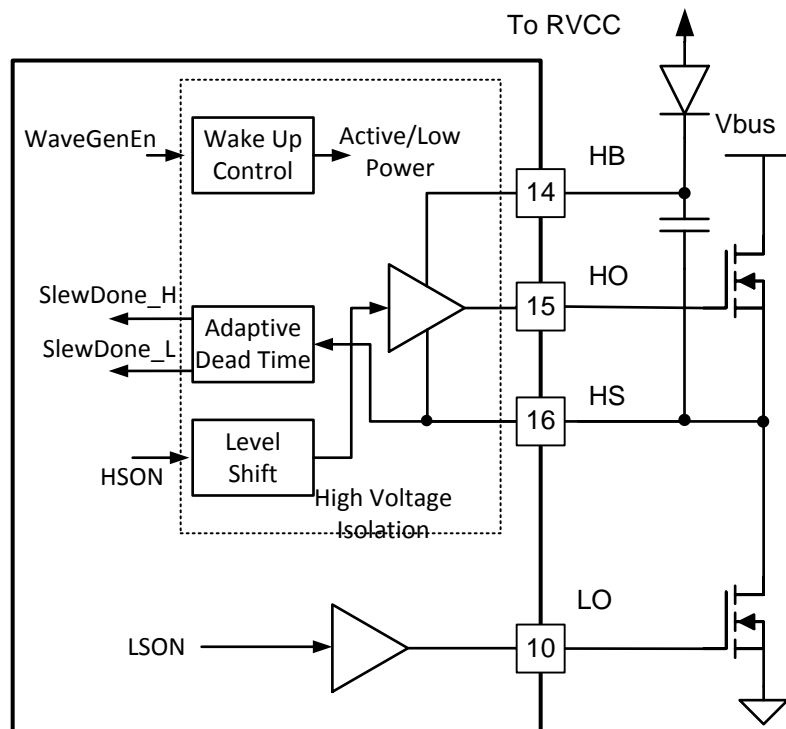 To RVCC
Vbus
WaveGenEn
Wake Up
Control
Active/Low
Power
HB
14
HO
15
SlewDone_H
SlewDone_L
Adaptive
Dead Time
HS
16
HSON
Level
Shift
High Voltage
Isolation
LO
LSON
10